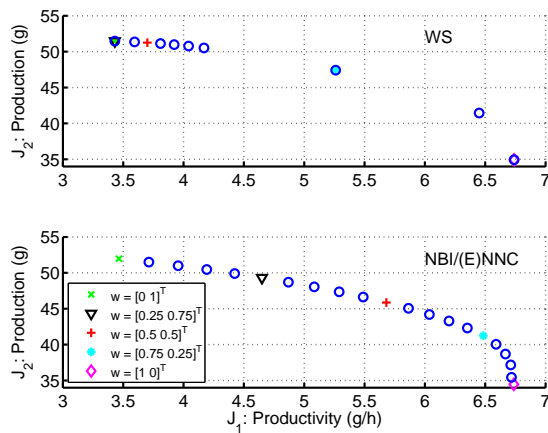 WS
J₂: Production (g)
55
50
45
40
35
3 3.5 4 4.5 5 5.5 6 6.5 7
NBI/(E)NNC
J₂: Production (g)
55
50
45
40
35
w = [0 1]ᵀ
w = [0.25 0.75]ᵀ
w = [0.5 0.5]ᵀ
w = [0.75 0.25]ᵀ
w = [1 0]ᵀ
3 3.5 4 4.5 5 5.5 6 6.5 7
J₁: Productivity (g/h)